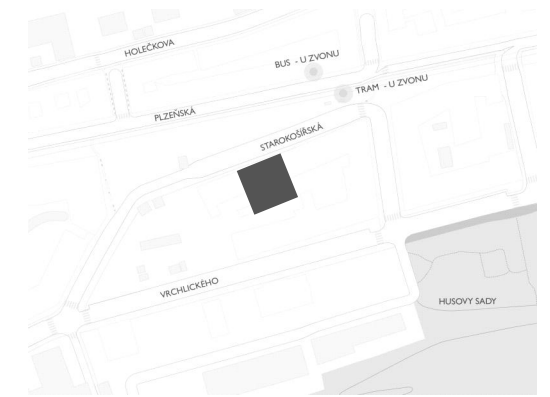 HOLEČKOVA
BUS - U ZVONU
TRAM - U ZVONU
PLZEŇSKÁ
STAROKOŠÍŘSKÁ
VRCHLICKÉHO
HUSOVY SADY